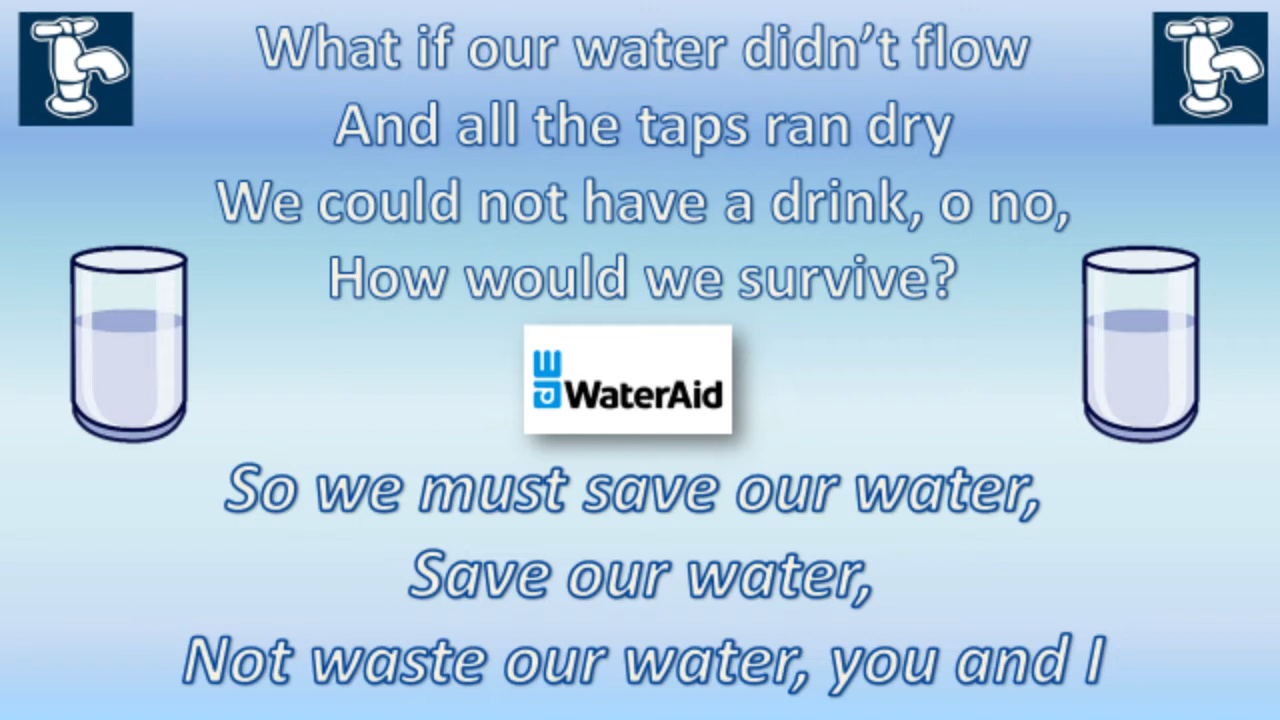 What if our water didn’t flow
And all the taps ran dry
We could not have a drink, o no,
How would we survive?
WaterAid
So we must save our water,
Save our water,
Not waste our water, you and I